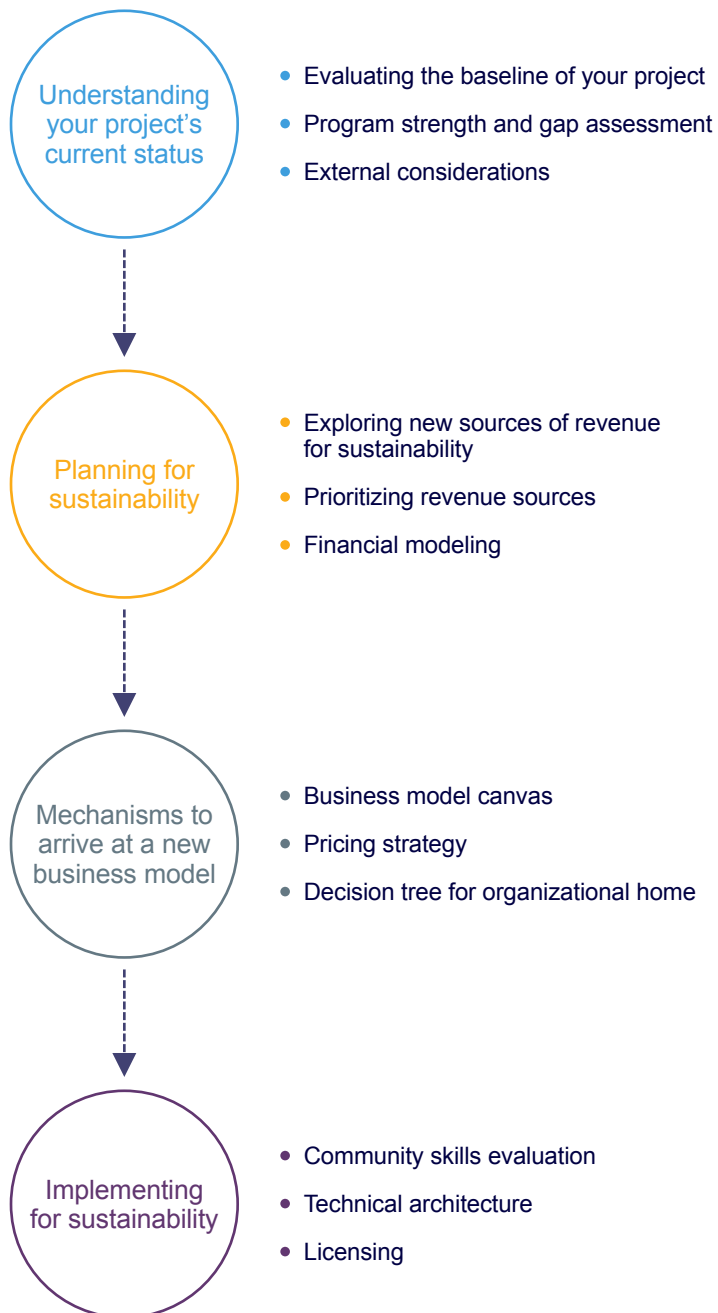 Understanding
your project’s
current status
Evaluating the baseline of your project
Program strength and gap assessment
External considerations
Planning for
sustainability
Exploring new sources of revenue
for sustainability
Prioritizing revenue sources
Financial modeling
Mechanisms to
arrive at a new
business model
Business model canvas
Pricing strategy
Decision tree for organizational home
Implementing
for sustainability
Community skills evaluation
Technical architecture
Licensing